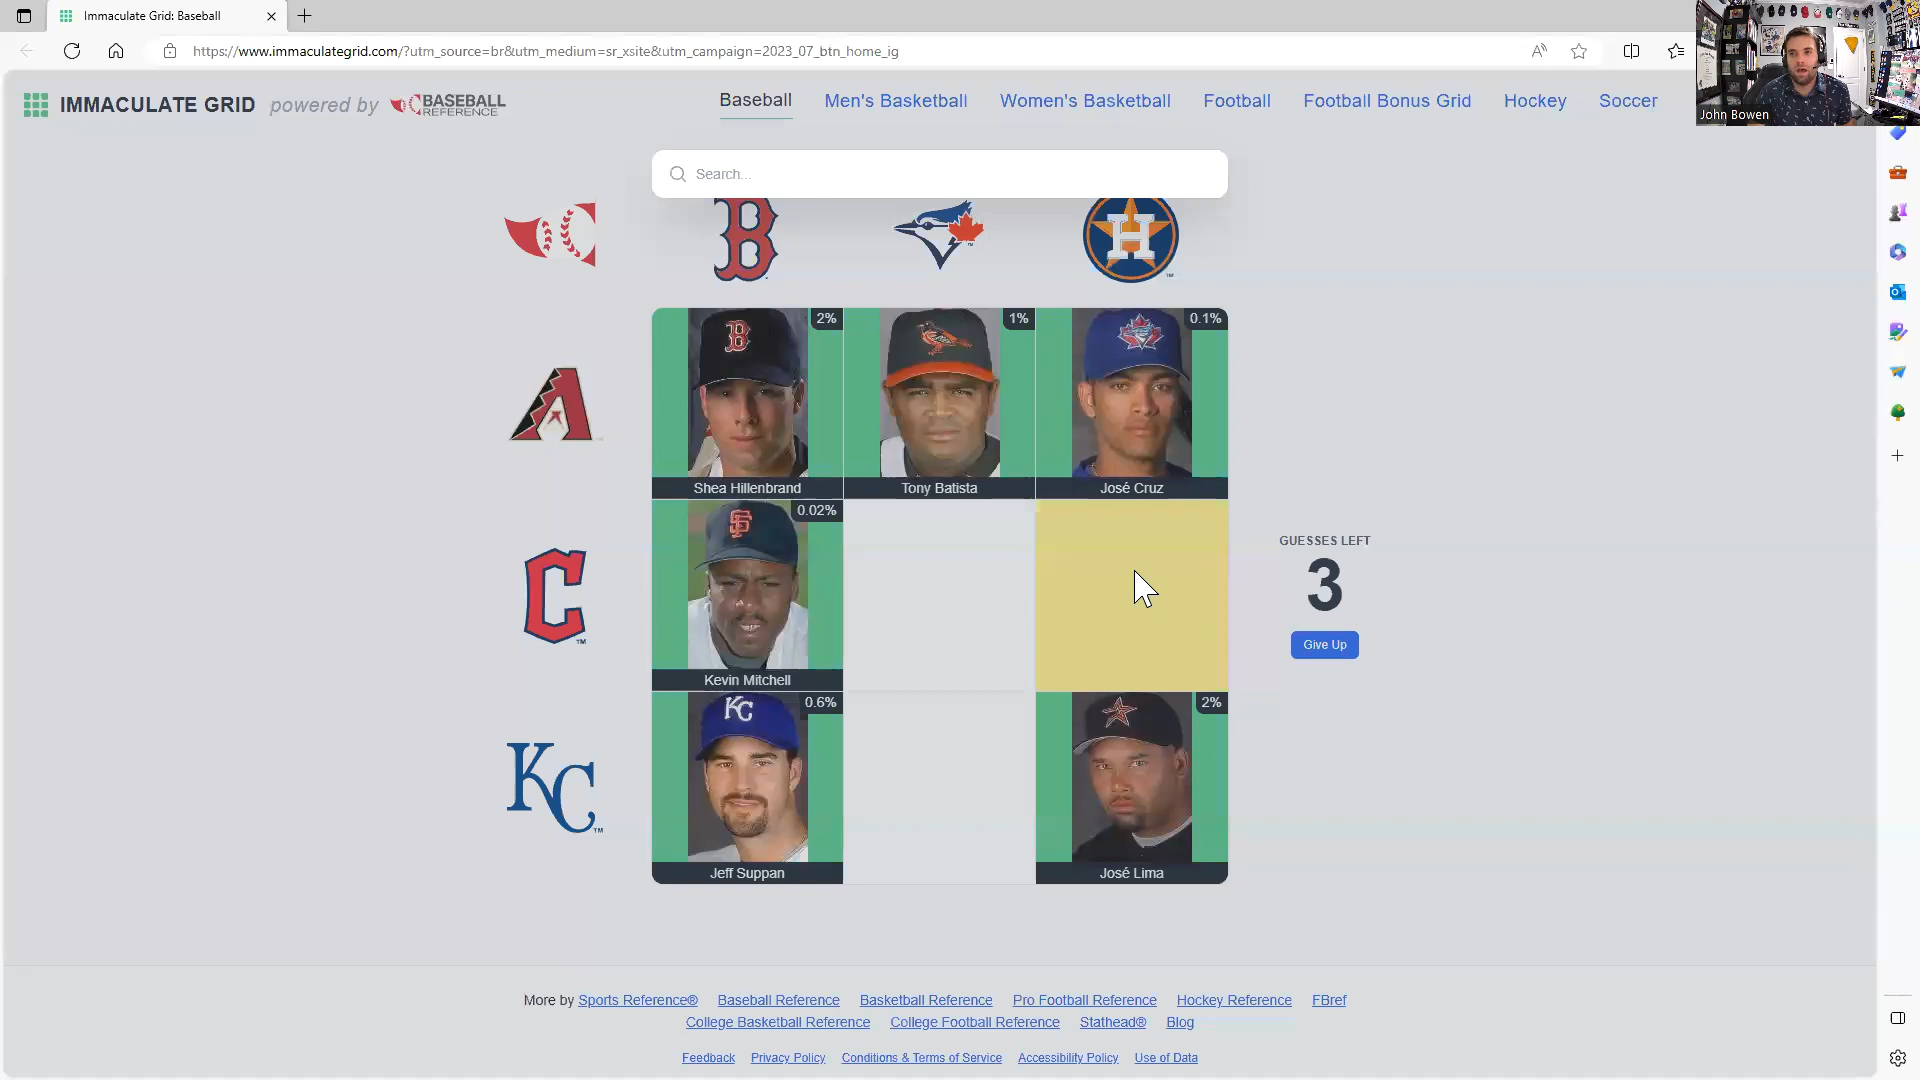 Immaculate Grid: Baseball
https://www.immaculategrid.com/?utm_source=br&utm_medium=sr_xsite&utm_campaign=2023_07_btn_home_ig
IMMACULATE GRID powered by BASEBALL REFERENCE
Baseball Men's Basketball Women's Basketball Football Football Bonus Grid Hockey Soccer
John Bowen
Search...
B
H
2%
1%
0.1%
A
Shea Hillenbrand
Tony Batista
José Cruz
C
0.02%
Kevin Mitchell
GUESSES LEFT
3
Give Up
KC
0.6%
2%
Jeff Suppan
José Lima
More by Sports Reference® Baseball Reference Basketball Reference Pro Football Reference Hockey Reference FBref
College Basketball Reference College Football Reference Stathead® Blog
Feedback Privacy Policy Conditions & Terms of Service Accessibility Policy Use of Data